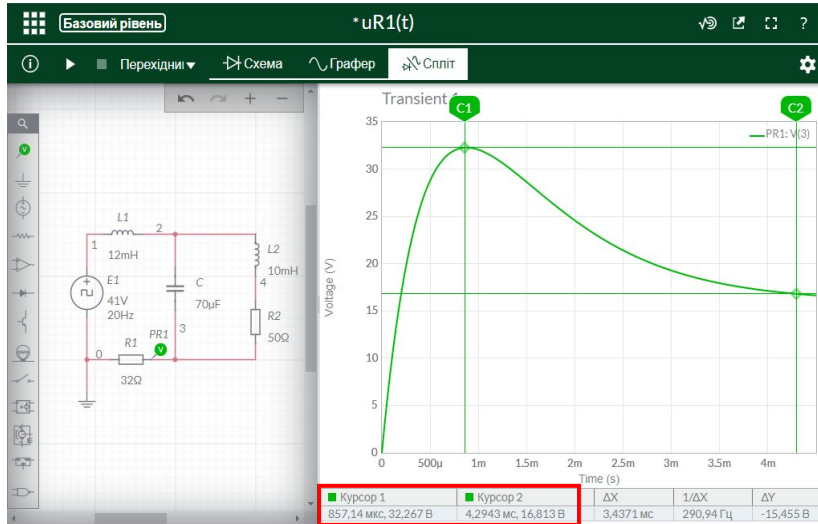 Базовий рівень
*uR1(t)
?
Перехідни
Схема
Графер
Спліт
Transient
C1
C2
PR1: V(3)
35
30
25
20
15
10
5
0
Voltage (V)
0 500µ 1m 1.5m 2m 2.5m 3m 3.5m 4m
Time (s)
V
L1
12mH
1
2
L2
10mH
4
E1
41V
20Hz
C
70µF
R2
50Ω
3
PR1
V
R1
32Ω
0
Курсор 1 Курсор 2 ΔX 1/ΔX ΔY
857,14 мкс, 32,267 В 4,2943 мс, 16,813 В 3,4371 мс 290,94 Гц -15,455 В